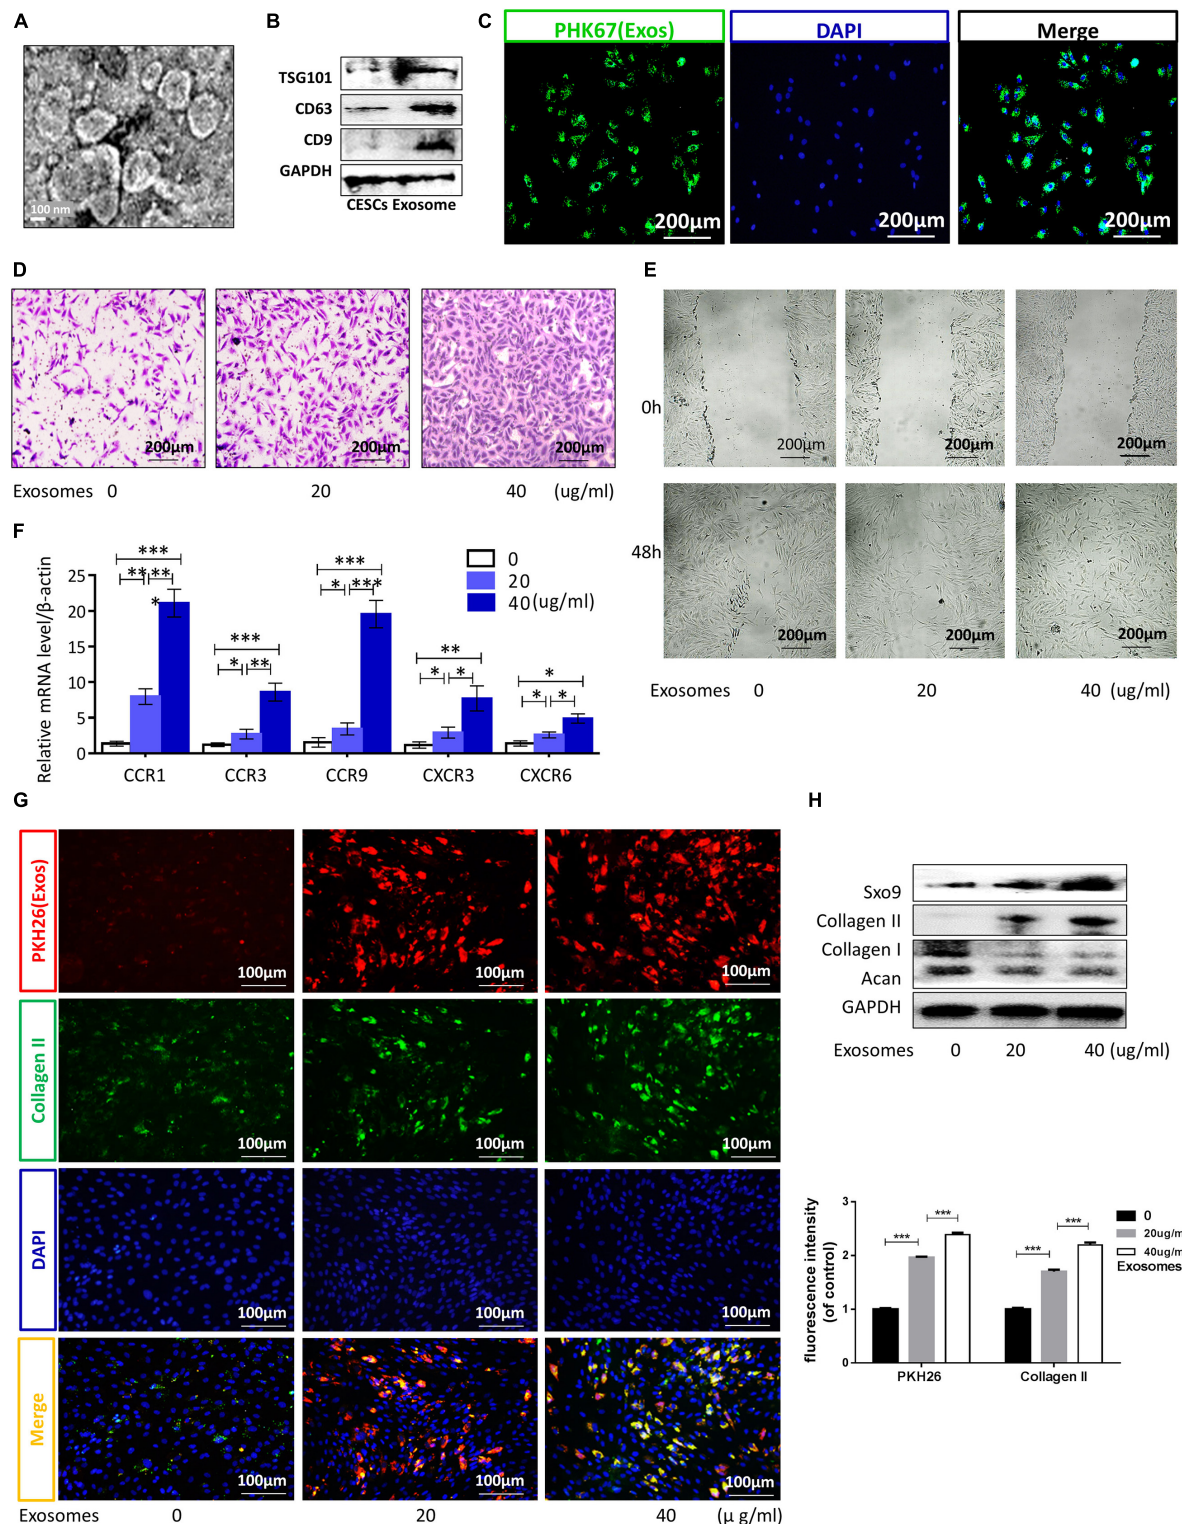 A
100 nm
B
TSG101
CD63
CD9
GAPDH
CESCs Exosome
C
PHK67(Exos) DAPI Merge
200μm 200μm 200μm
D
200μm 200μm 200μm
Exosomes 0 20 40 (ug/ml)
E
0h
200μm 200μm 200μm
48h
200μm 200μm 200μm
Exosomes 0 20 40 (ug/ml)
F
Relative mRNA level/β-actin
25
20
15
10
5
0
*** ** ** *
*** * **
*** * ***
** * *
* * *
0
20
40(ug/ml)
CCR1 CCR3 CCR9 CXCR3 CXCR6
G
PKH26(Exos)
100μm 100μm 100μm
Collagen II
100μm 100μm 100μm
DAPI
100μm 100μm 100μm
Merge
100μm 100μm 100μm
Exosomes 0 20 40 (μ g/ml)
H
Sxo9
Collagen II
Collagen I
Acan
GAPDH
Exosomes 0 20 40 (ug/ml)
fluorescence intensity
(of control)
3
2
1
0
*** *** *** ***
0
20ug/m
40ug/m
Exosomes
PKH26 Collagen II